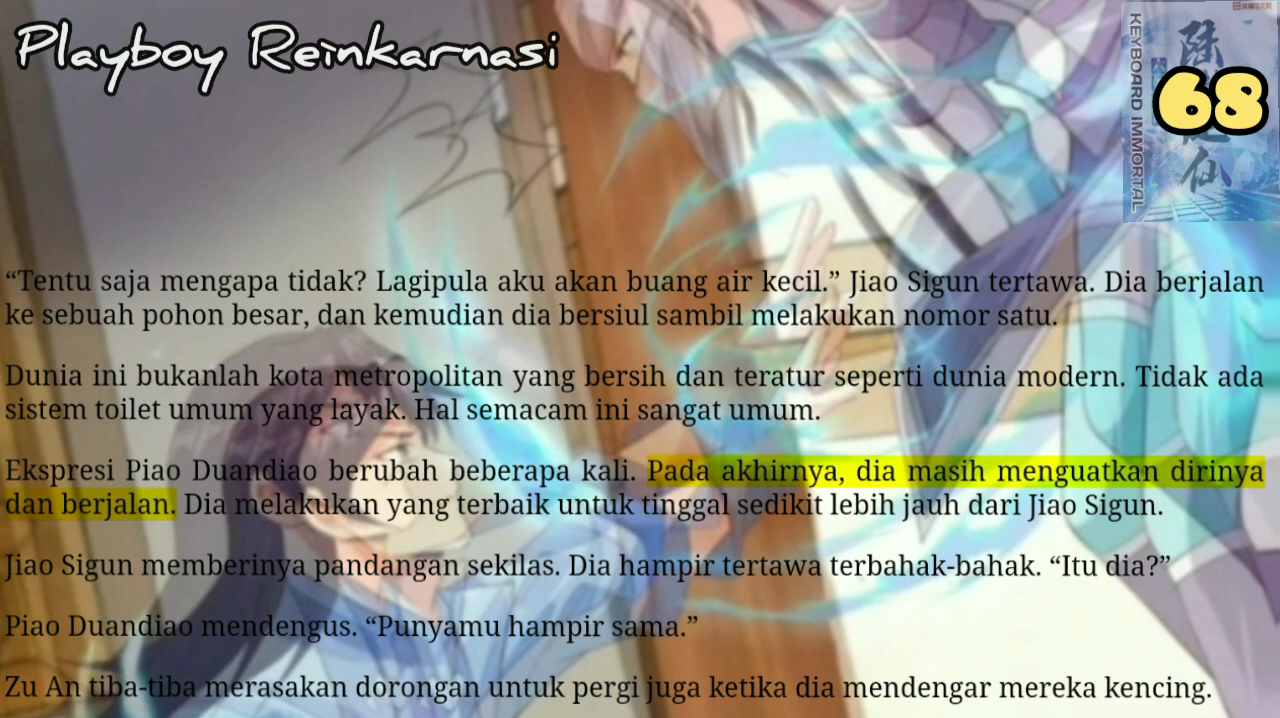 Playboy Reinkarnasi
KEYBOARD IMMORTAL
68
“Tentu saja mengapa tidak? Lagipula aku akan buang air kecil.” Jiao Sigun tertawa. Dia berjalan
ke sebuah pohon besar, dan kemudian dia bersiul sambil melakukan nomor satu.
Dunia ini bukanlah kota metropolitan yang bersih dan teratur seperti dunia modern. Tidak ada
sistem toilet umum yang layak. Hal semacam ini sangat umum.
Ekspresi Piao Duandiao berubah beberapa kali. Pada akhirnya, dia masih menguatkan dirinya
dan berjalan. Dia melakukan yang terbaik untuk tinggal sedikit lebih jauh dari Jiao Sigun.
Jiao Sigun memberinya pandangan sekilas. Dia hampir tertawa terbahak-bahak. “Itu dia?”
Piao Duandiao mendengus. “Punyamu hampir sama.”
Zu An tiba-tiba merasakan dorongan untuk pergi juga ketika dia mendengar mereka kencing.